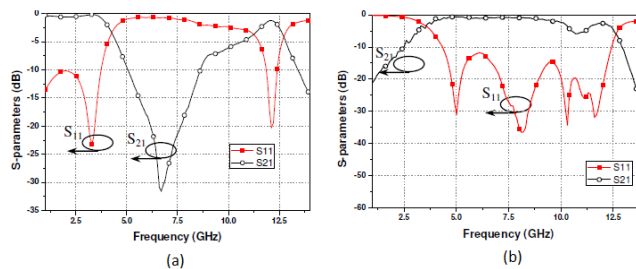 0
-5
-10
-15
-20
-25
-30
-35
S-parameters (dB)
S11
S21
S11
S21
2.5 5.0 7.5 10.0 12.5
Frequency (GHz)
(a)
0
-10
-20
-30
-40
-50
-60
S-parameters (dB)
S21
S11
S11
S21
2.5 5.0 7.5 10.0 12.5
Frequency (GHz)
(b)